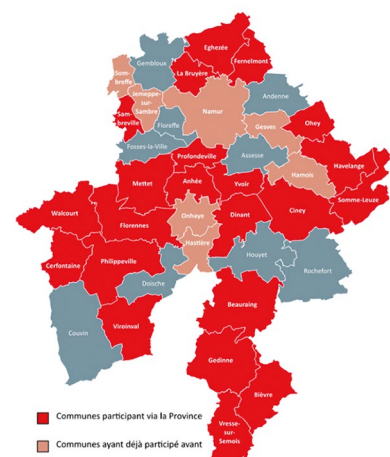 Eghezée
Gembloux
Fernelmont
Som-
breffe
La Bruyère
Jemeppe-
sur-
Sambre
Andenne
Namur
Sam-
breville
Floreffe
Gesves
Ohey
Fosses-la-Ville
Profondeville
Assesse
Havelange
Hamois
Mettet
Anhée
Yvoir
Somme-Leuze
Walcourt
Onhaye
Dinant
Ciney
Florennes
Hastière
Cerfontaine
Philippeville
Houyet
Rochefort
Doische
Beauraing
Couvin
Viroinval
Gedinne
Bièvre
Vresse-
sur-
Semois
Communes participant via la Province
Communes ayant déjà participé avant